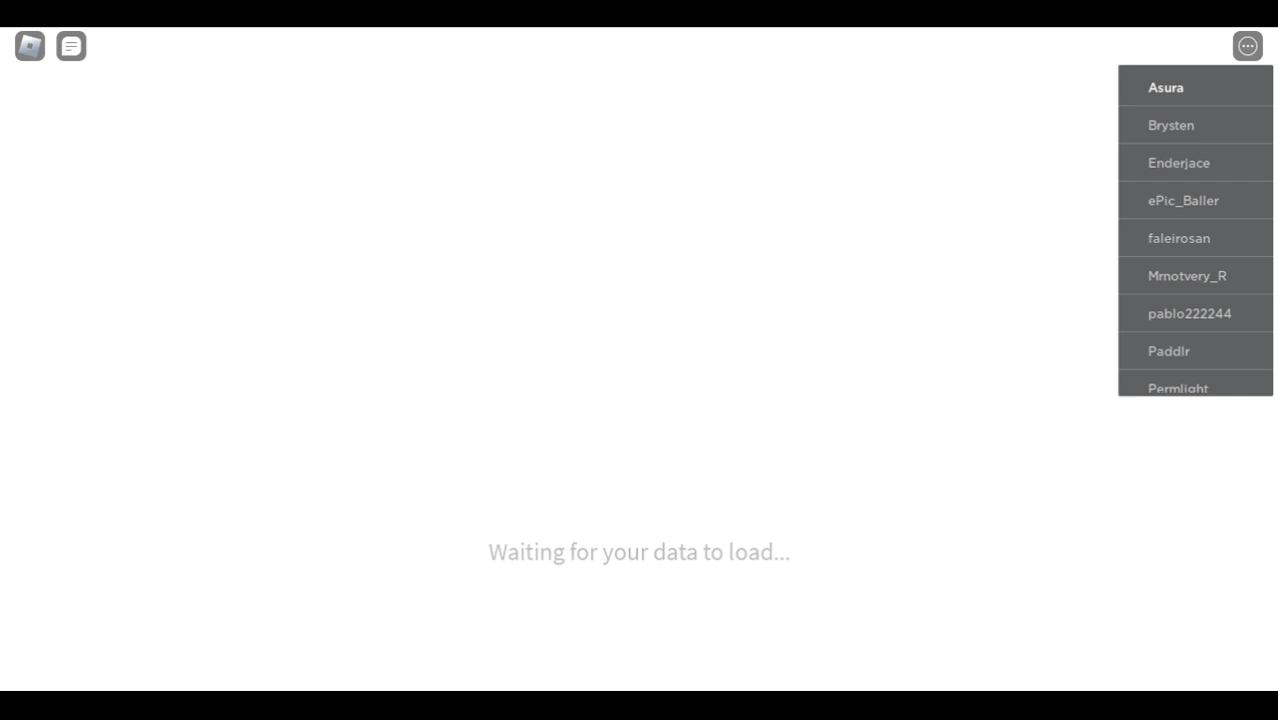 Asura
Brysten
Enderjace
ePic_Baller
faleirosan
Mrnotvery_R
pablo222244
Paddlr
Permlight
Waiting for your data to load...